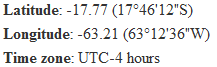 Latitude: -17.77 (17°46'12"S)
Longitude: -63.21 (63°12'36"W)
Time zone: UTC-4 hours